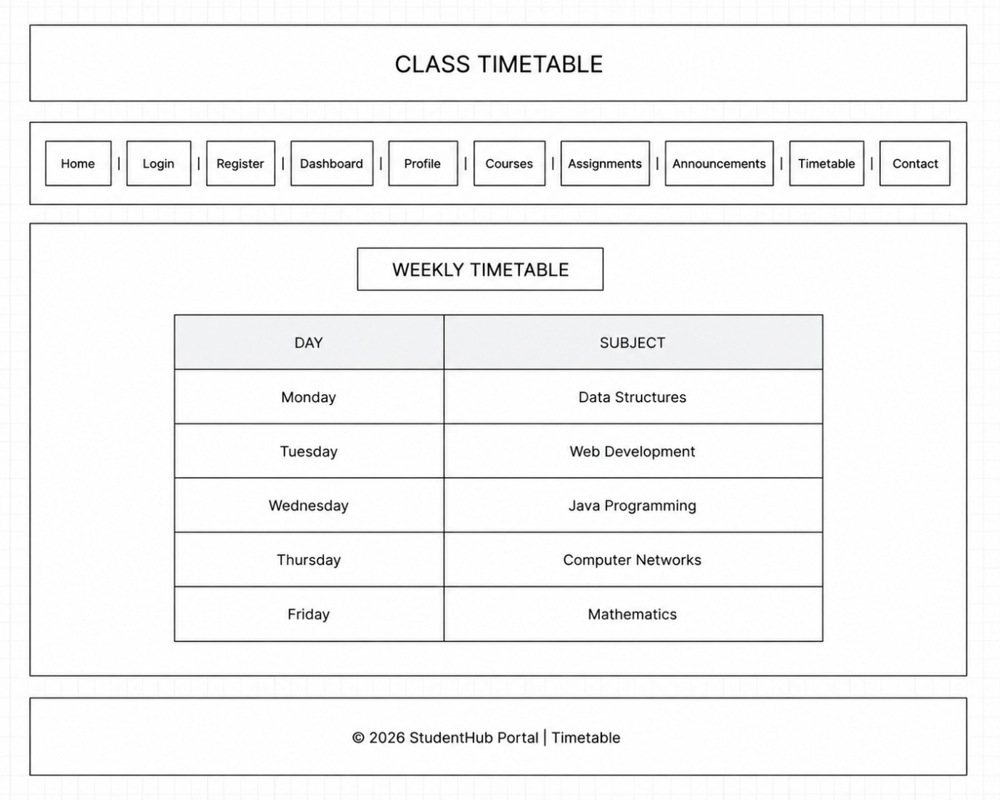 CLASS TIMETABLE
Home | Login | Register | Dashboard | Profile | Courses | Assignments | Announcements | Timetable | Contact
WEEKLY TIMETABLE
DAY SUBJECT
Monday Data Structures
Tuesday Web Development
Wednesday Java Programming
Thursday Computer Networks
Friday Mathematics
© 2026 StudentHub Portal | Timetable